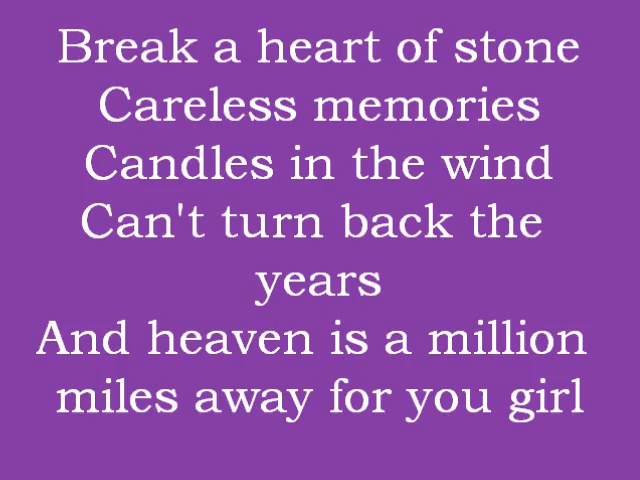 Break a heart of stone
Careless memories
Candles in the wind
Can't turn back the
years
And heaven is a million
miles away for you girl